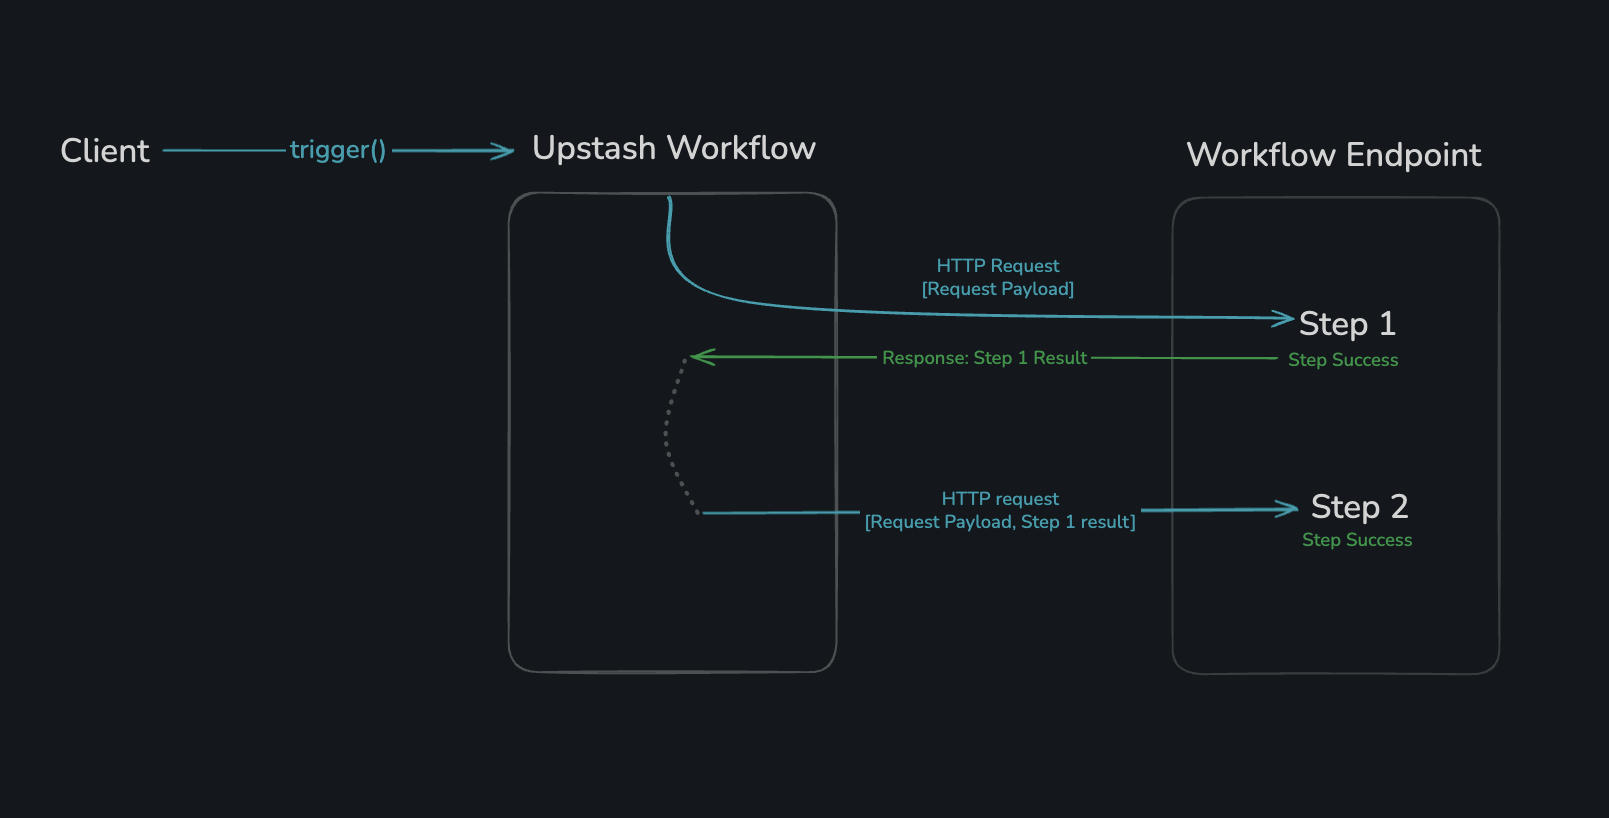 Client
trigger()
Upstash Workflow
Workflow Endpoint
HTTP Request
[Request Payload]
Step 1
Response: Step 1 Result
Step Success
HTTP request
[Request Payload, Step 1 result]
Step 2
Step Success